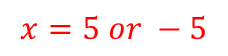 x = 5 or − 5